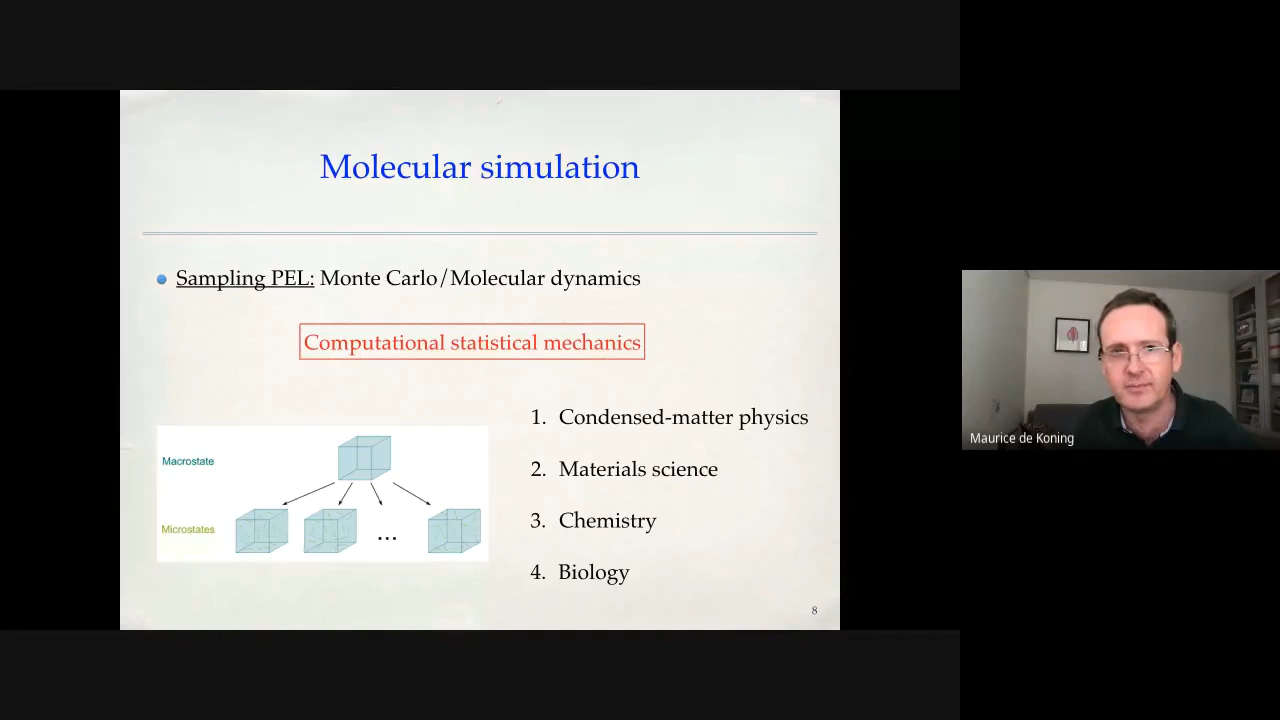 Molecular simulation
Sampling PEL: Monte Carlo/Molecular dynamics
Computational statistical mechanics
Macrostate
Microstates
...
1. Condensed-matter physics
2. Materials science
3. Chemistry
4. Biology
8
Maurice de Koning